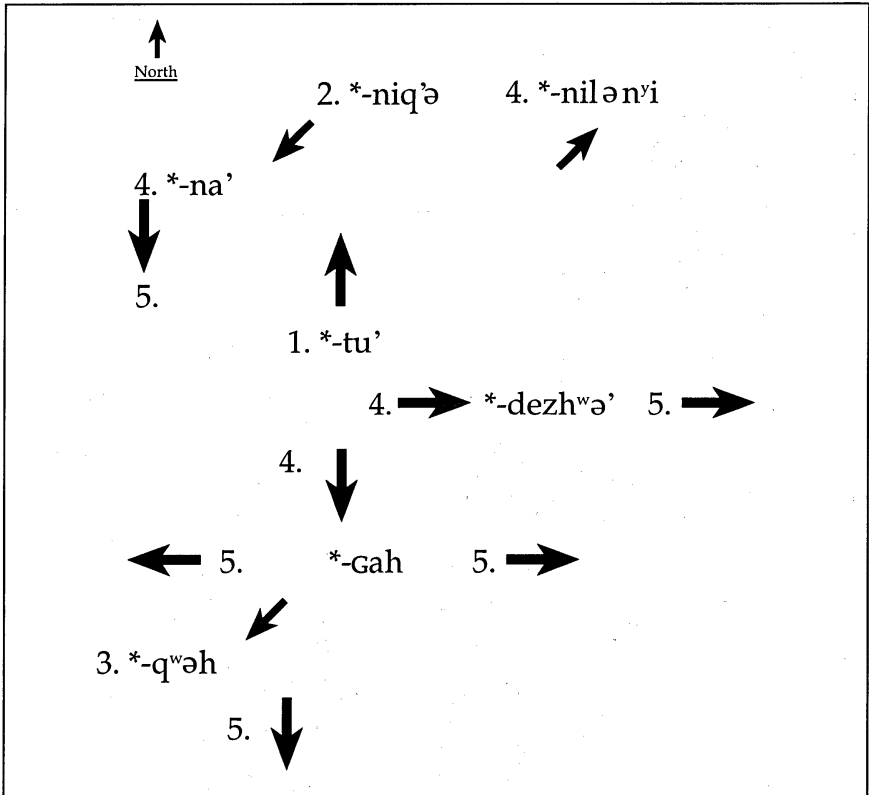 North
2. *-niq’ə 4. *-nilənʸi
4. *-na’
5.
1. *-tu’
4. *-dezhʷə’ 5.
4.
5. *-ɢah 5.
3. *-qʷəh
5.